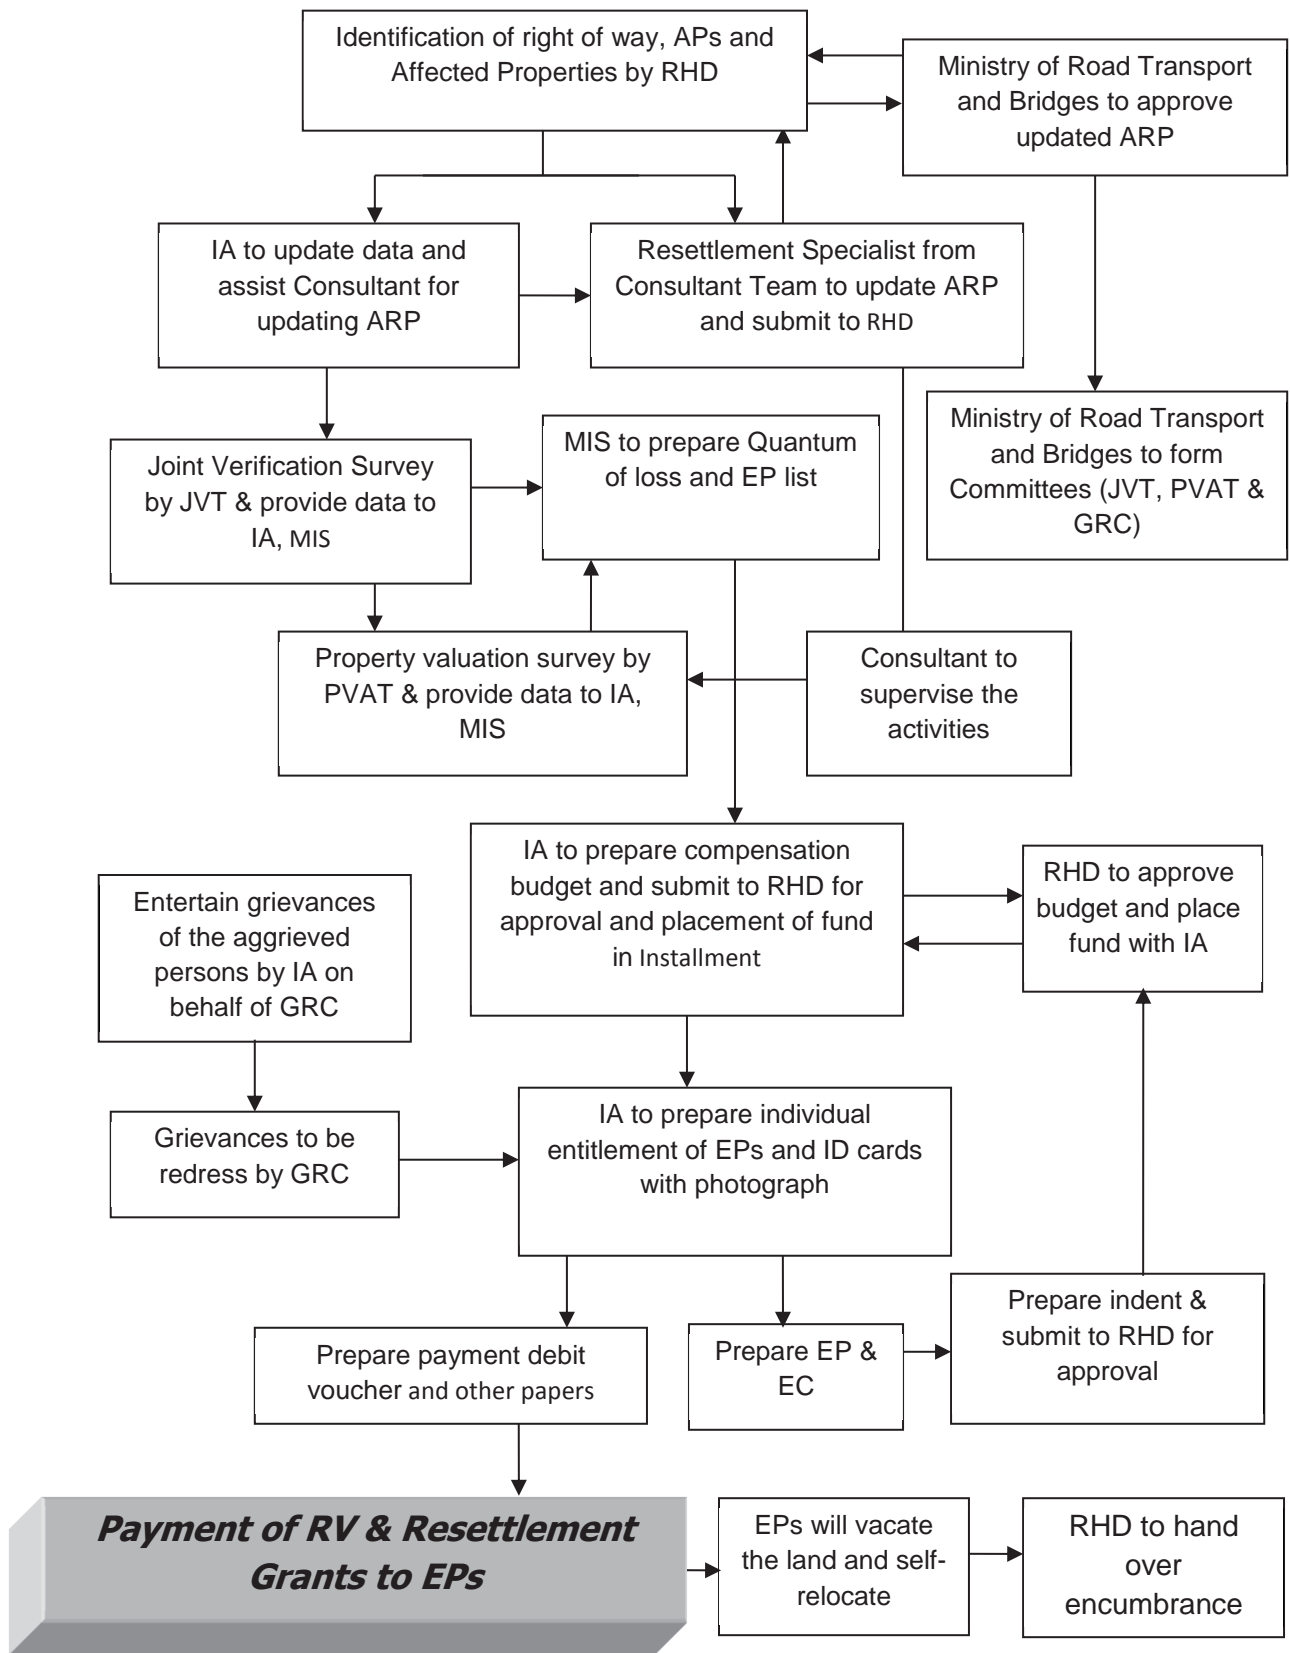 Identification of right of way, APs and
Affected Properties by RHD
Ministry of Road Transport
and Bridges to approve
updated ARP
IA to update data and
assist Consultant for
updating ARP
Resettlement Specialist from
Consultant Team to update ARP
and submit to RHD
Ministry of Road Transport
and Bridges to form
Committees (JVT, PVAT &
GRC)
Joint Verification Survey
by JVT & provide data to
IA, MIS
MIS to prepare Quantum
of loss and EP list
Property valuation survey by
PVAT & provide data to IA,
MIS
Consultant to
supervise the
activities
IA to prepare compensation
budget and submit to RHD for
approval and placement of fund
in Installment
RHD to approve
budget and place
fund with IA
Entertain grievances
of the aggrieved
persons by IA on
behalf of GRC
Grievances to be
redress by GRC
IA to prepare individual
entitlement of EPs and ID cards
with photograph
Prepare payment debit
voucher and other papers
Prepare EP &
EC
Prepare indent &
submit to RHD for
approval
Payment of RV & Resettlement
Grants to EPs
EPs will vacate
the land and self-
relocate
RHD to hand
over
encumbrance